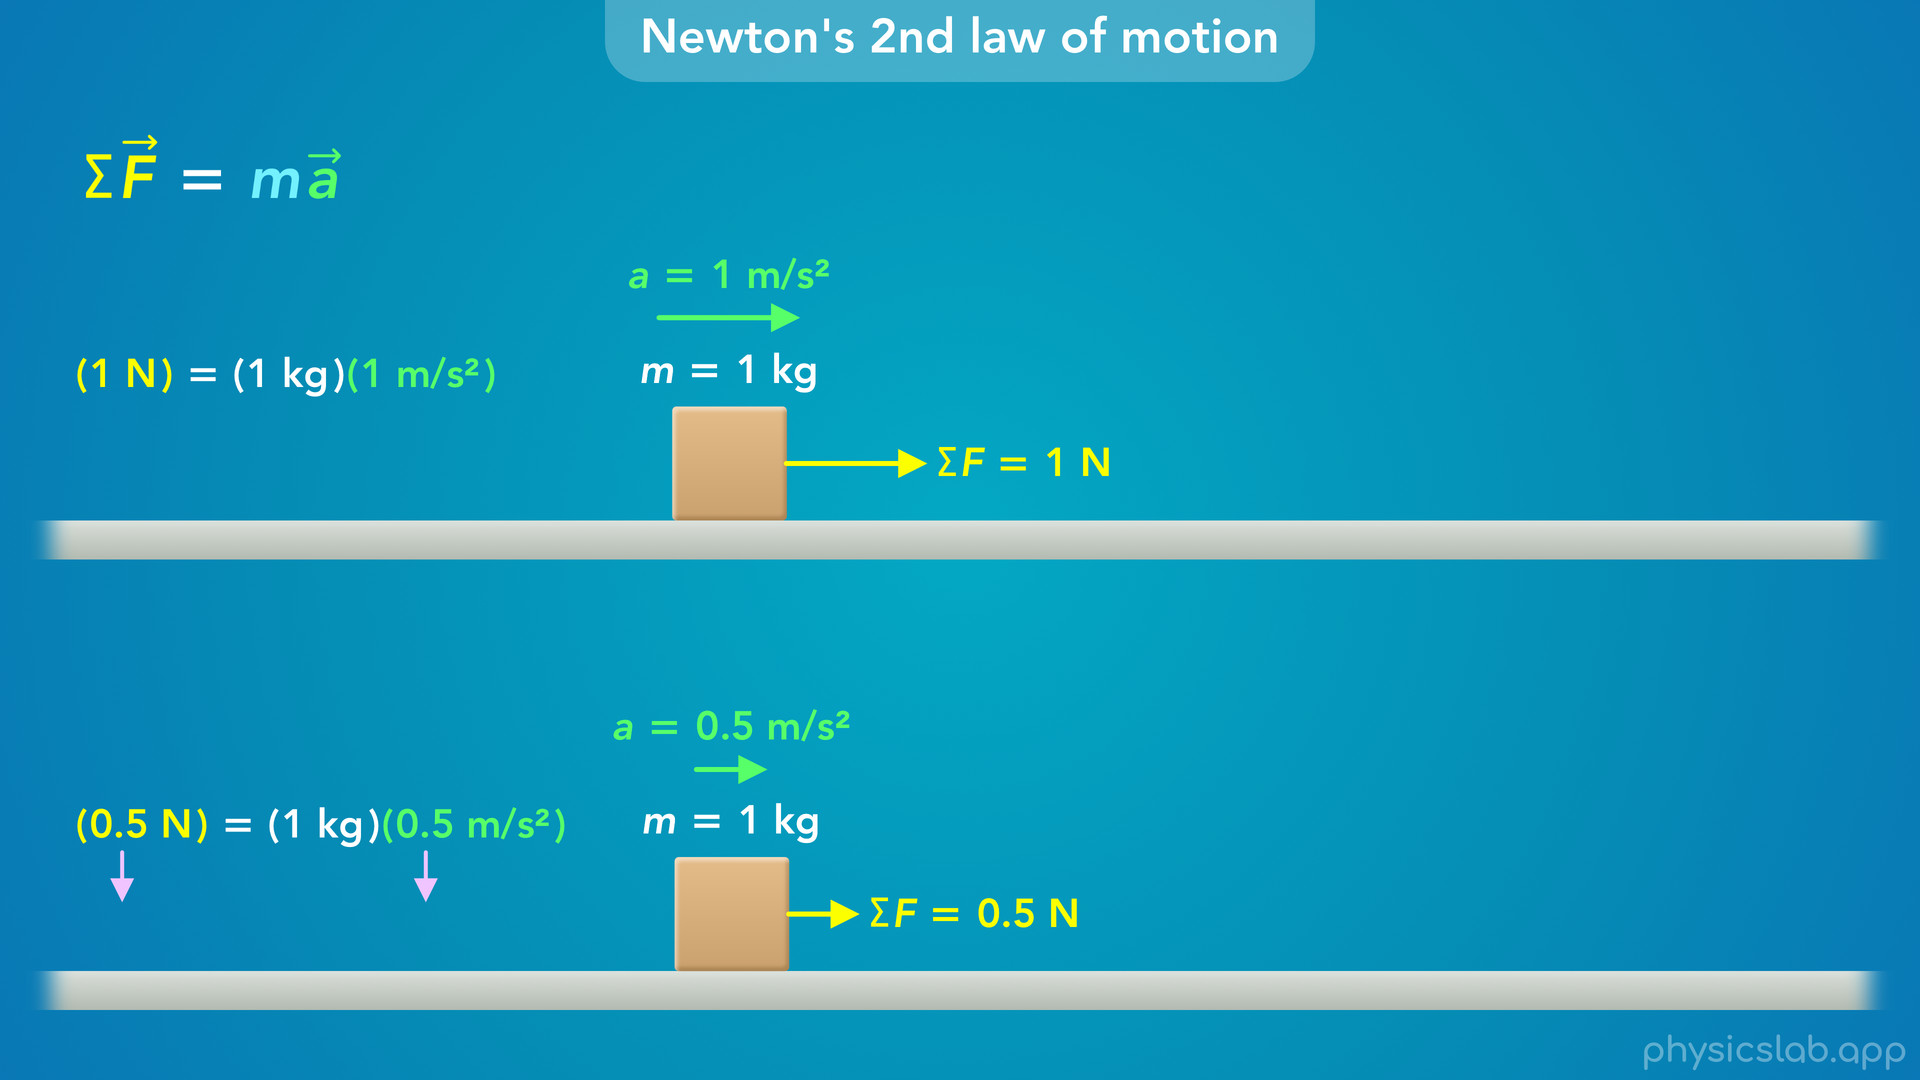 Newton's 2nd law of motion
ΣF⃗ = ma⃗
a = 1 m/s²
(1 N) = (1 kg)(1 m/s²)
m = 1 kg
ΣF = 1 N
a = 0.5 m/s²
(0.5 N) = (1 kg)(0.5 m/s²)
m = 1 kg
ΣF = 0.5 N
physicslab.app